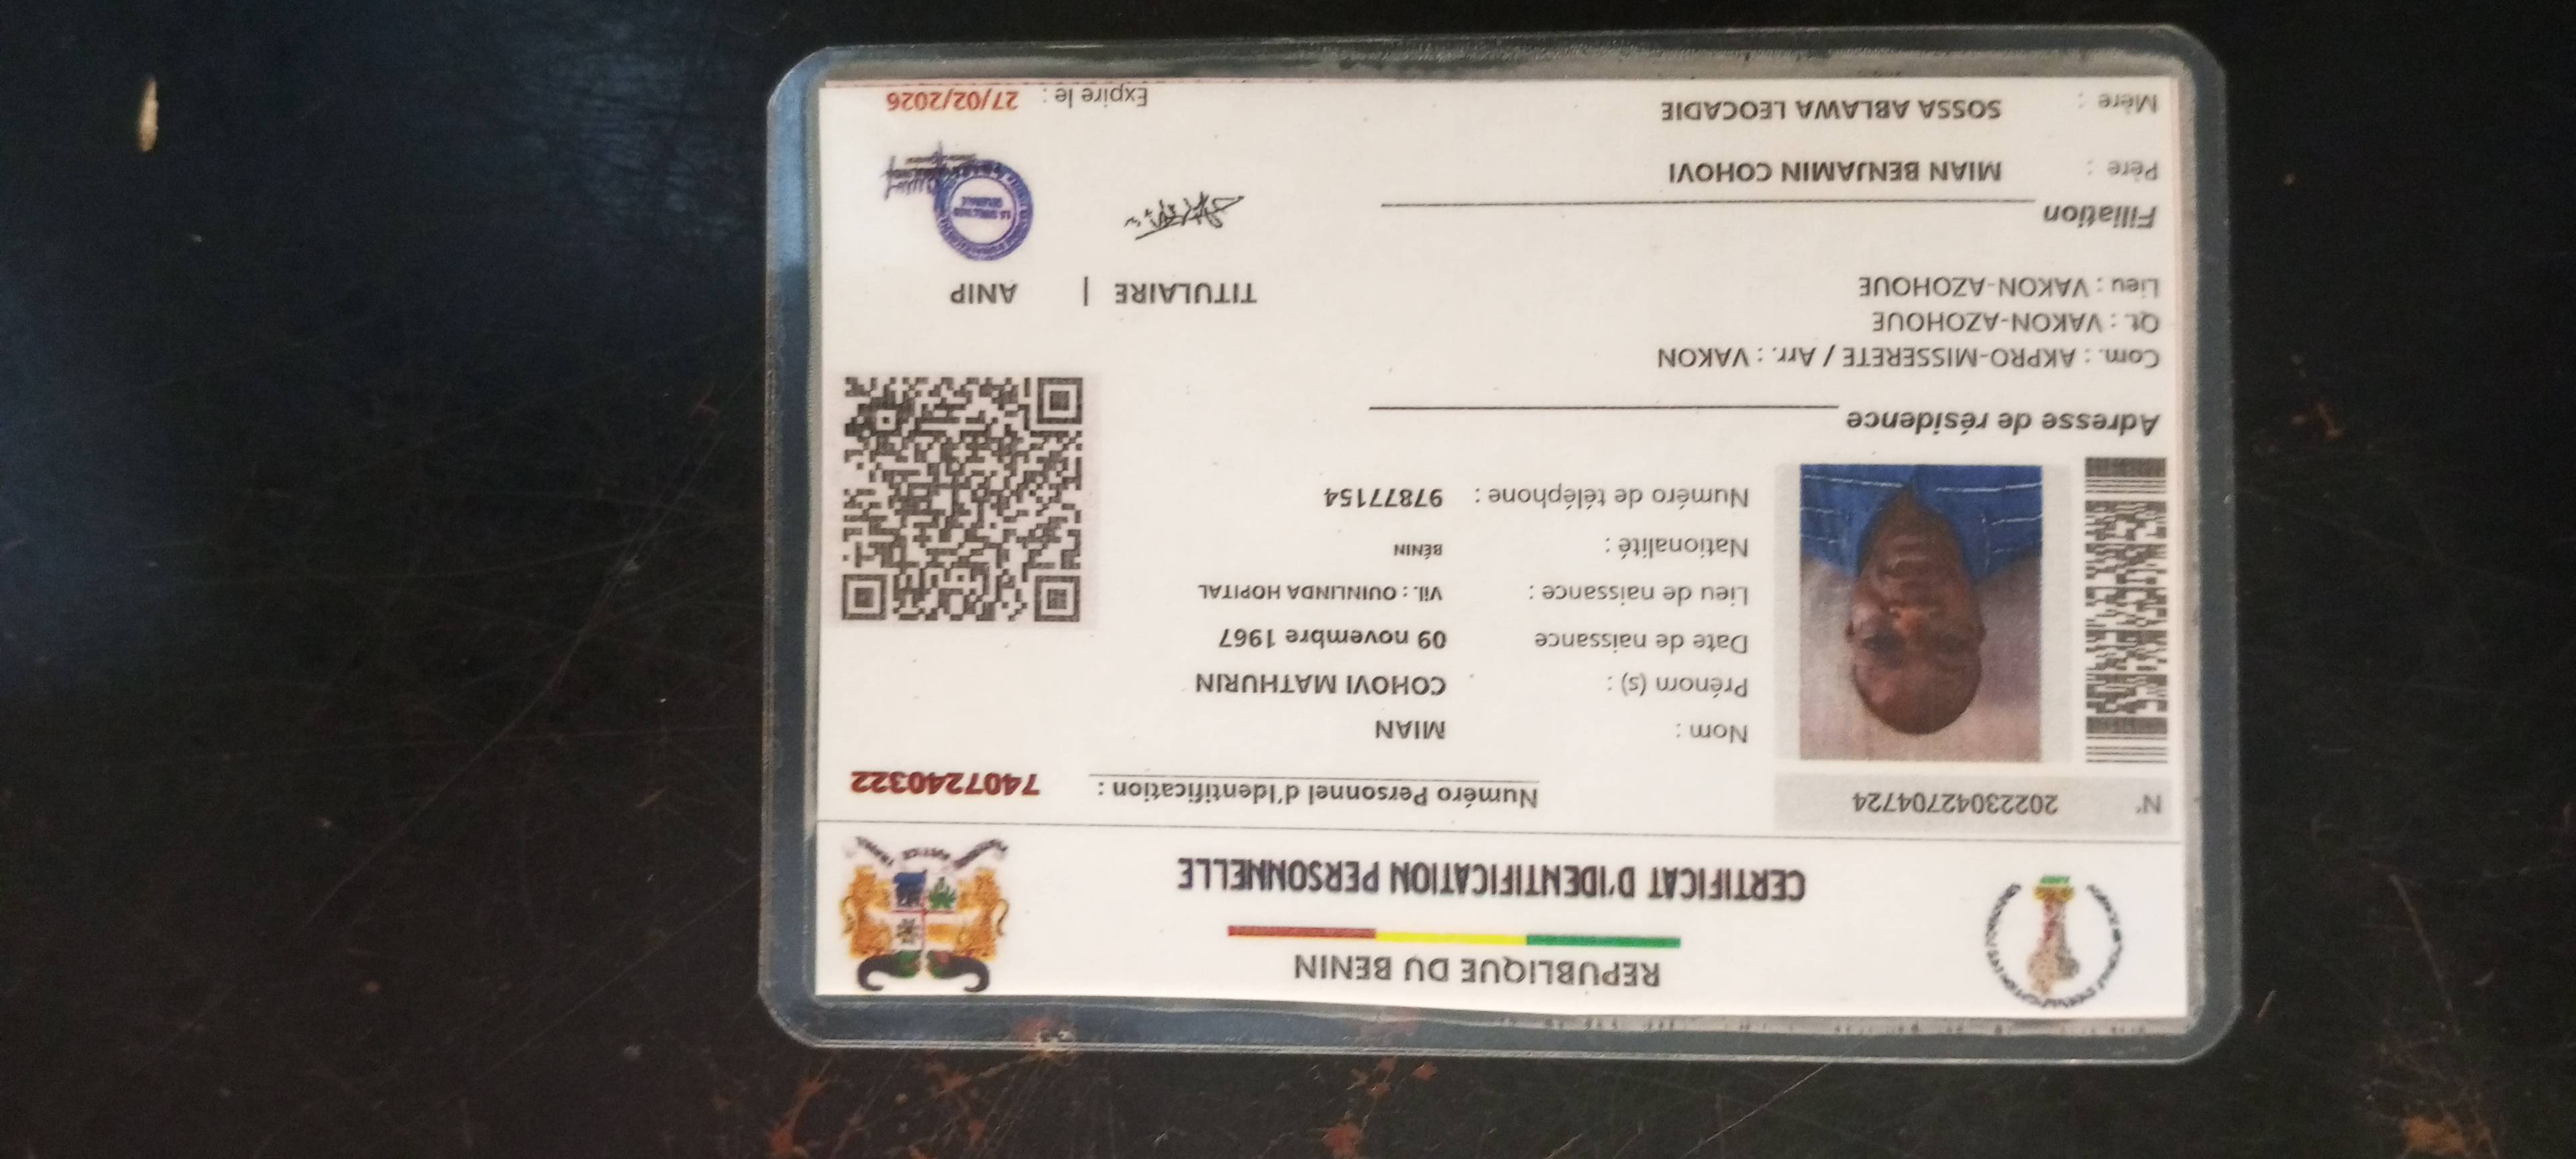 REPUBLIQUE DU BENIN
CERTIFICAT D'IDENTIFICATION PERSONNELLE
N° 20223042704724
Numéro Personnel d'Identification : 7407240322
Nom : MIAN
Prénom (s) : COHOVI MATHURIN
Date de naissance 09 novembre 1967
Lieu de naissance : Vil. : OUINLINDA HOPITAL
Nationalité : BÉNIN
Numéro de téléphone : 97877154
Adresse de résidence
Com. : AKPRO-MISSERETE / Arr. : VAKON
Qt. : VAKON-AZOHOUE
Lieu : VAKON-AZOHOUE
TITULAIRE | ANIP
Filiation
Père : MIAN BENJAMIN COHOVI
Mère : SOSSA ABLAWA LEOCADIE
Expire le : 27/02/2026